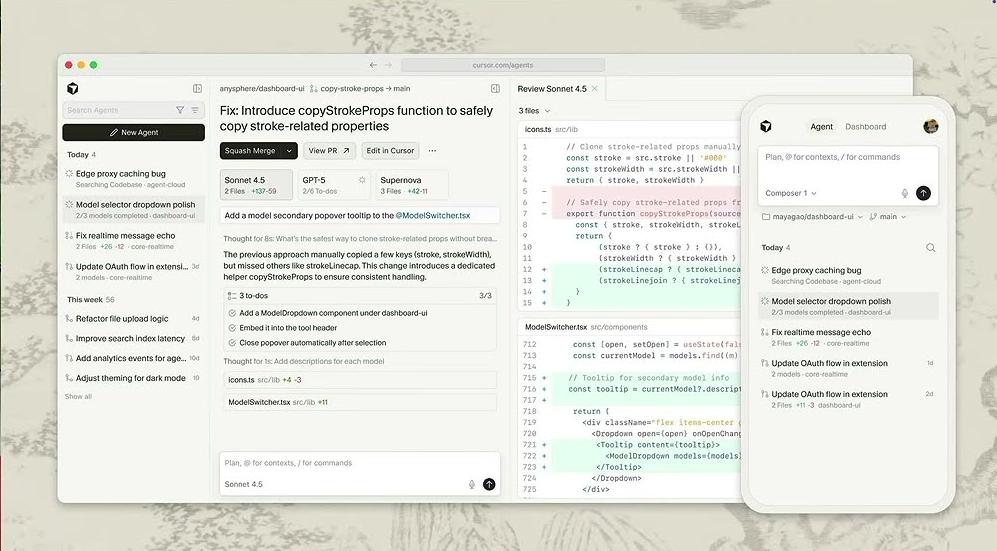 cursor.com/agents
Search Agents
New Agent
Today 4
Edge proxy caching bug
Searching Codebase · agent-cloud
Model selector dropdown polish
2/3 models completed · dashboard-ui
Fix realtime message echo
2 Files · +26 -12 · core-realtime
Update OAuth flow in extensi... 3d
2 models · core-realtime
This week 56
Refactor file upload logic 4d
Improve search index latency 8d
Add analytics events for age... 10d
Adjust theming for dark mode 10
Show all
anysphere/dashboard-ui copy-stroke-props → main
Fix: Introduce copyStrokeProps function to safely
copy stroke-related properties
Squash Merge View PR Edit in Cursor
Sonnet 4.5
2 Files · +137-59
GPT-5
2/6 To-dos
Supernova
3 Files · +42-11
Add a model secondary popover tooltip to the @ModelSwitcher.tsx
Thought for 8s: What's the safest way to clone stroke-related props without brea...
The previous approach manually copied a few keys (stroke, strokeWidth),
but missed others like strokeLinecap. This change introduces a dedicated
helper copyStrokeProps to ensure consistent handling.
3 to-dos 3/3
Add a ModelDropdown component under dashboard-ui
Embed it into the tool header
Close popover automatically after selection
Thought for 1s: Add descriptions for each model
icons.ts src/lib +4 -3
ModelSwitcher.tsx src/lib +11
Plan, @ for contexts, / for commands
Sonnet 4.5
Review Sonnet 4.5
3 files
icons.ts src/lib
1 // Clone stroke-related props manually
2 const stroke = src.stroke || '#000'
3 const strokeWidth = src.strokeWidth ||
4 return { stroke, strokeWidth }
5 -
6 - // Safely copy stroke-related props fr
7 - export function copyStrokeProps(source
8 const { stroke, strokeWidth, strokeL
9 return {
10 (stroke ? { stroke } : {}),
11 (strokeWidth ? { strokeWidth }
12 + (strokeLinecap ? { strokeLineca
13 + (strokeLinejoin ? { strokeLinej
14 + }
15 + }
ModelSwitcher.tsx src/components
712 const [open, setOpen] = useState(fals
713 const currentModel = models.find((m)
714
715 + // Tooltip for secondary model info
716 + const tooltip = currentModel?.descript
717 +
718 return (
719 <div className="flex items-center g
720 <Dropdown open={open} onOpenChang
721 + <Tooltip content={tooltip}>
722 + <ModelDropdown models={models}
723 + </Tooltip>
724 </Dropdown>
725 </div>
Agent Dashboard
Plan, @ for contexts, / for commands
Composer 1
mayagao/dashboard-ui main
Today 4
Edge proxy caching bug
Searching Codebase · agent-cloud
Model selector dropdown polish
2/3 models completed · dashboard-ui
Fix realtime message echo
2 Files · +26 -12 · core-realtime
Update OAuth flow in extension 1d
2 models · core-realtime
Update OAuth flow in extension 2d
2 Files · +11 -3 dashboard-ui